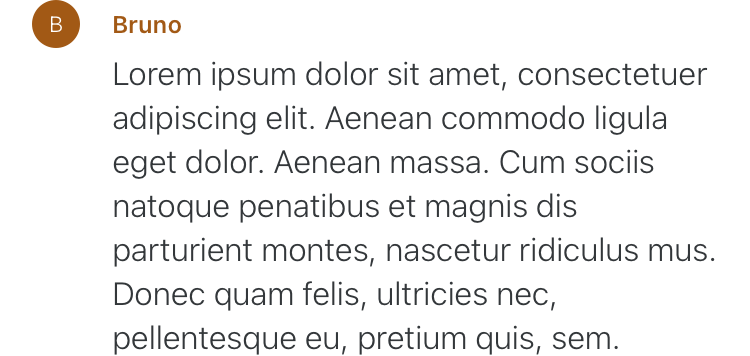 B
Bruno
Lorem ipsum dolor sit amet, consectetuer
adipiscing elit. Aenean commodo ligula
eget dolor. Aenean massa. Cum sociis
natoque penatibus et magnis dis
parturient montes, nascetur ridiculus mus.
Donec quam felis, ultricies nec,
pellentesque eu, pretium quis, sem.